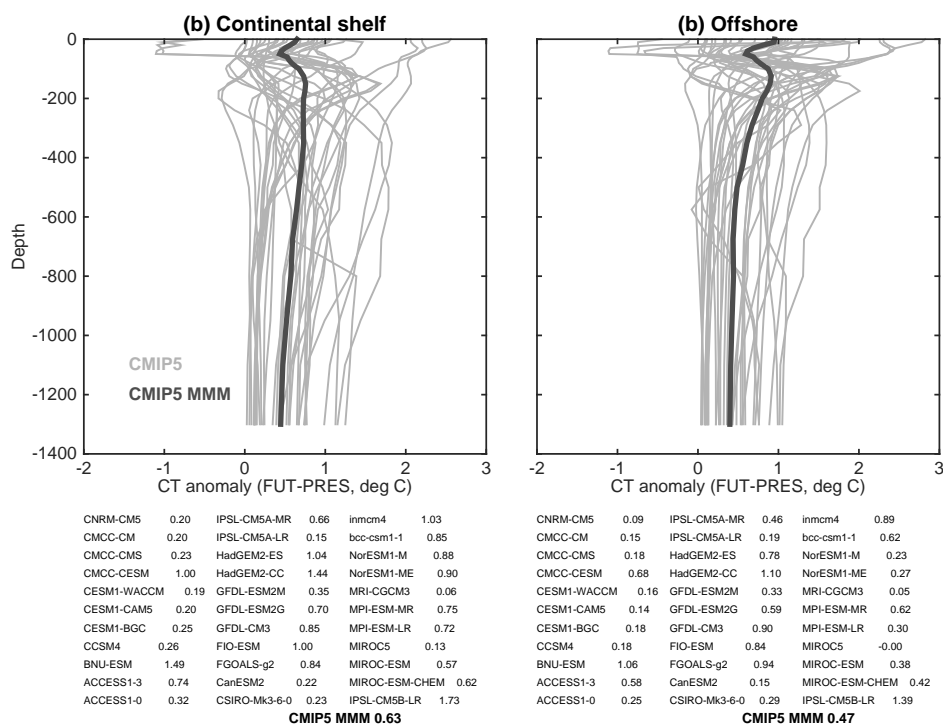 (b) Continental shelf
0
-200
-400
-600
-800
-1000
-1200
-1400
Depth
CMIP5
CMIP5 MMM
-2 -1 0 1 2 3
CT anomaly (FUT-PRES, deg C)
CNRM-CM5 0.20 IPSL-CM5A-MR 0.66 inmcm4 1.03
CMCC-CM 0.20 IPSL-CM5A-LR 0.15 bcc-csm1-1 0.85
CMCC-CMS 0.23 HadGEM2-ES 1.04 NorESM1-M 0.88
CMCC-CESM 1.00 HadGEM2-CC 1.44 NorESM1-ME 0.90
CESM1-WACCM 0.19 GFDL-ESM2M 0.35 MRI-CGCM3 0.06
CESM1-CAM5 0.20 GFDL-ESM2G 0.70 MPI-ESM-MR 0.75
CESM1-BGC 0.25 GFDL-CM3 0.85 MPI-ESM-LR 0.72
CCSM4 0.26 FIO-ESM 1.00 MIROC5 0.13
BNU-ESM 1.49 FGOALS-g2 0.84 MIROC-ESM 0.57
ACCESS1-3 0.74 CanESM2 0.22 MIROC-ESM-CHEM 0.62
ACCESS1-0 0.32 CSIRO-Mk3-6-0 0.23 IPSL-CM5B-LR 1.73
CMIP5 MMM 0.63
(b) Offshore
0
-200
-400
-600
-800
-1000
-1200
-1400
-2 -1 0 1 2 3
CT anomaly (FUT-PRES, deg C)
CNRM-CM5 0.09 IPSL-CM5A-MR 0.46 inmcm4 0.89
CMCC-CM 0.15 IPSL-CM5A-LR 0.19 bcc-csm1-1 0.62
CMCC-CMS 0.18 HadGEM2-ES 0.78 NorESM1-M 0.23
CMCC-CESM 0.68 HadGEM2-CC 1.10 NorESM1-ME 0.27
CESM1-WACCM 0.16 GFDL-ESM2M 0.33 MRI-CGCM3 0.05
CESM1-CAM5 0.14 GFDL-ESM2G 0.59 MPI-ESM-MR 0.62
CESM1-BGC 0.18 GFDL-CM3 0.90 MPI-ESM-LR 0.30
CCSM4 0.18 FIO-ESM 0.84 MIROC5 -0.00
BNU-ESM 1.06 FGOALS-g2 0.94 MIROC-ESM 0.38
ACCESS1-3 0.58 CanESM2 0.15 MIROC-ESM-CHEM 0.42
ACCESS1-0 0.25 CSIRO-Mk3-6-0 0.29 IPSL-CM5B-LR 1.39
CMIP5 MMM 0.47